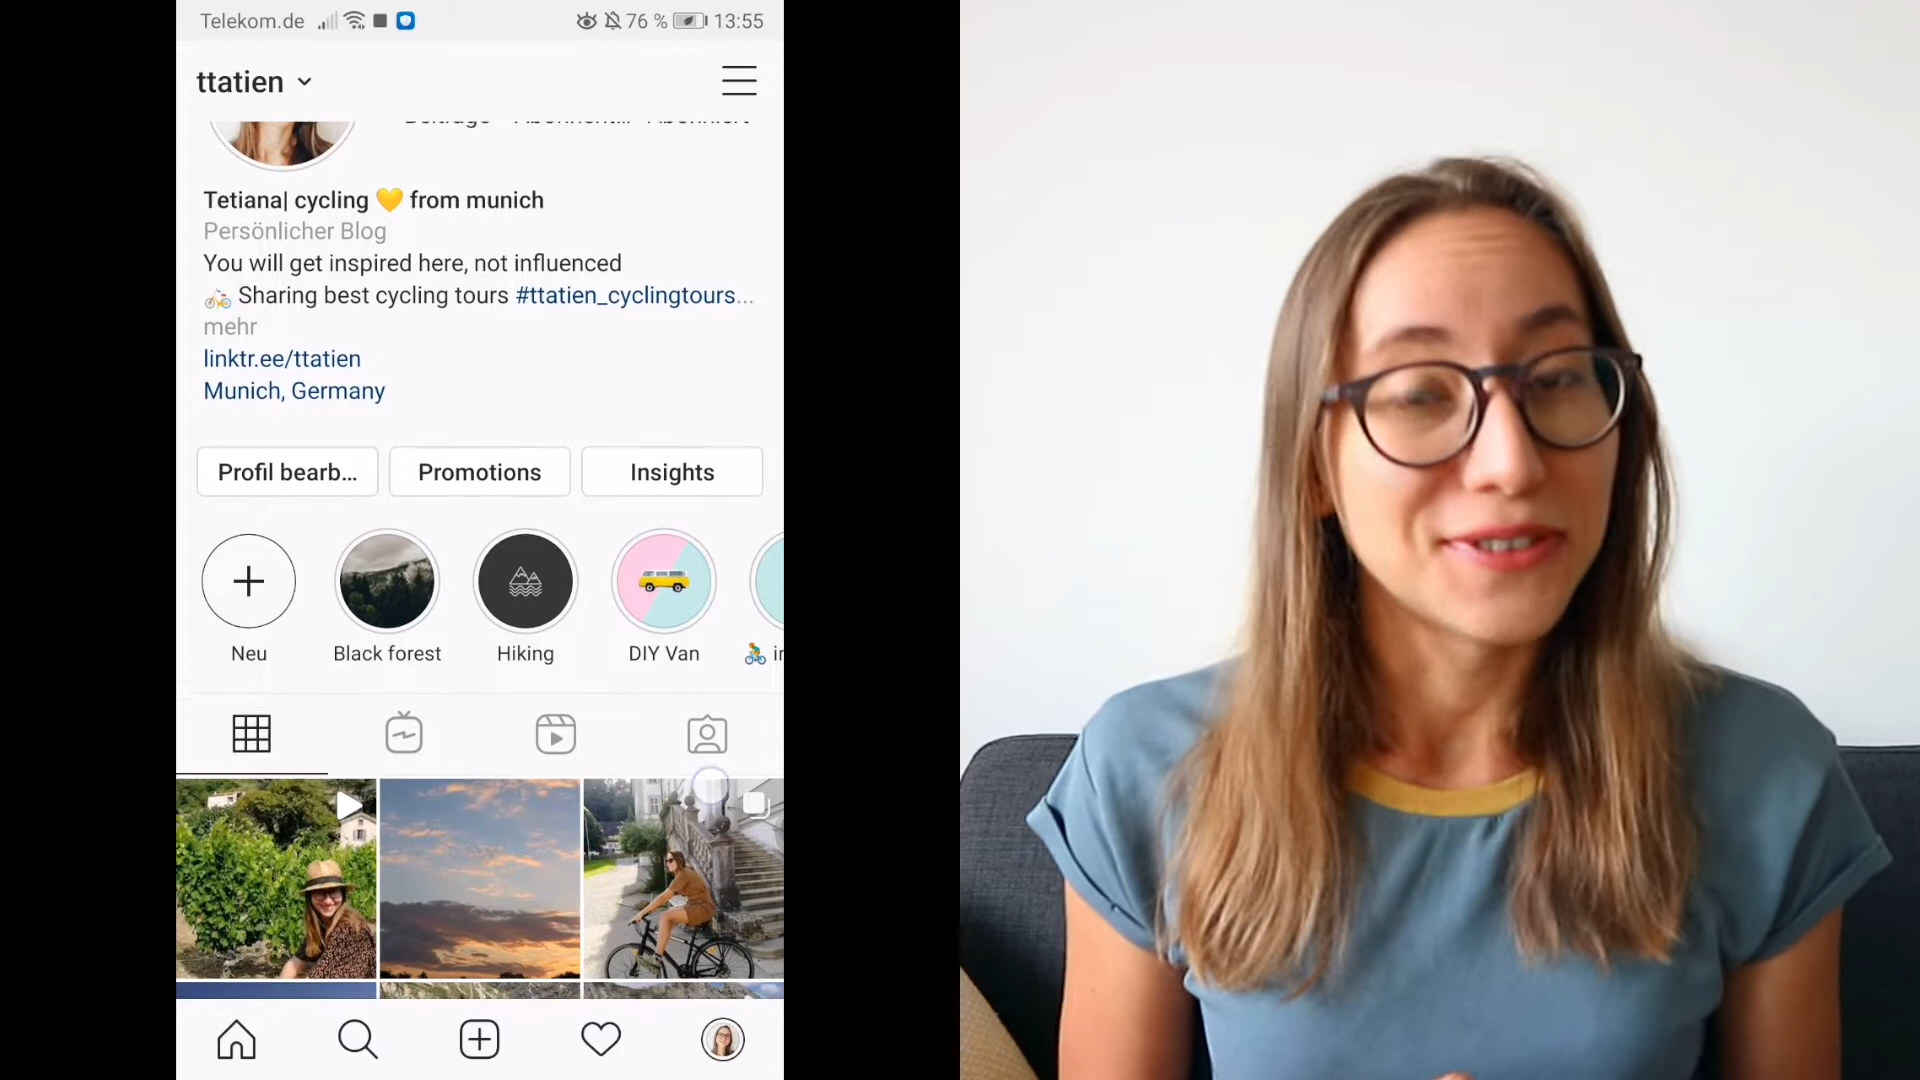 Telekom.de 76 % 13:55
ttatien
Tetiana| cycling 💛 from munich
Persönlicher Blog
You will get inspired here, not influenced
🚲 Sharing best cycling tours #ttatien_cyclingtours...
mehr
linktr.ee/ttatien
Munich, Germany
Profil bearb... Promotions Insights
Neu Black forest Hiking DIY Van